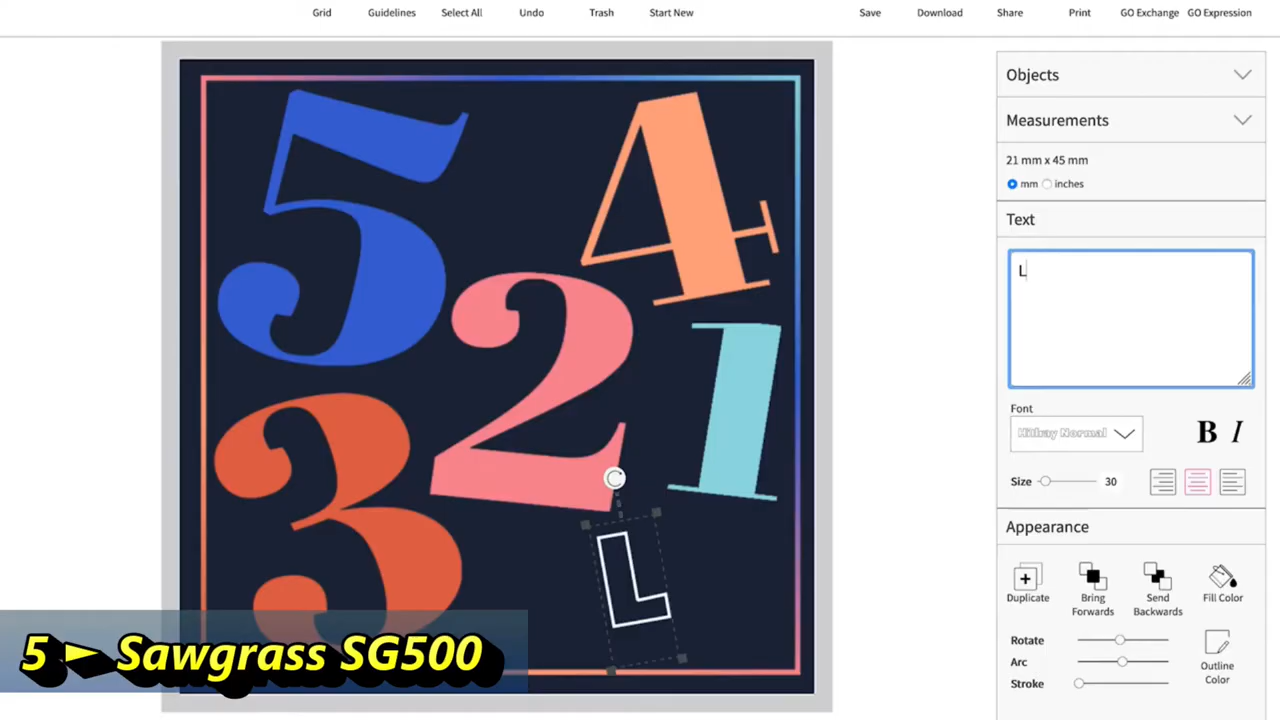 Grid Guidelines Select All Undo Trash Start New Save Download Share Print GO Exchange GO Expression
5
4
2
1
3
L
Objects
Measurements
21 mm x 45 mm
mm inches
Text
L
Font
Kitbay Normal
B I
Size 30
Appearance
Duplicate
Bring
Forwards
Send
Backwards
Fill Color
Rotate
Arc
Stroke
Outline
Color
5 ► Sawgrass SG500